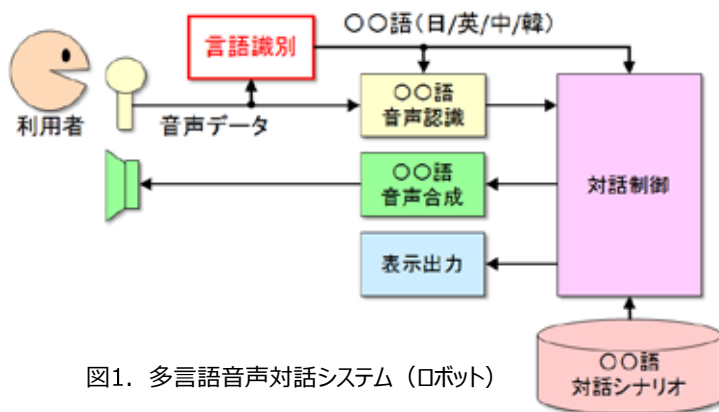 〇〇語(日/英/中/韓)
言語識別
利用者
音声データ
〇〇語
音声認識
〇〇語
音声合成
対話制御
表示出力
〇〇語
対話シナリオ
図1. 多言語音声対話システム（ロボット）